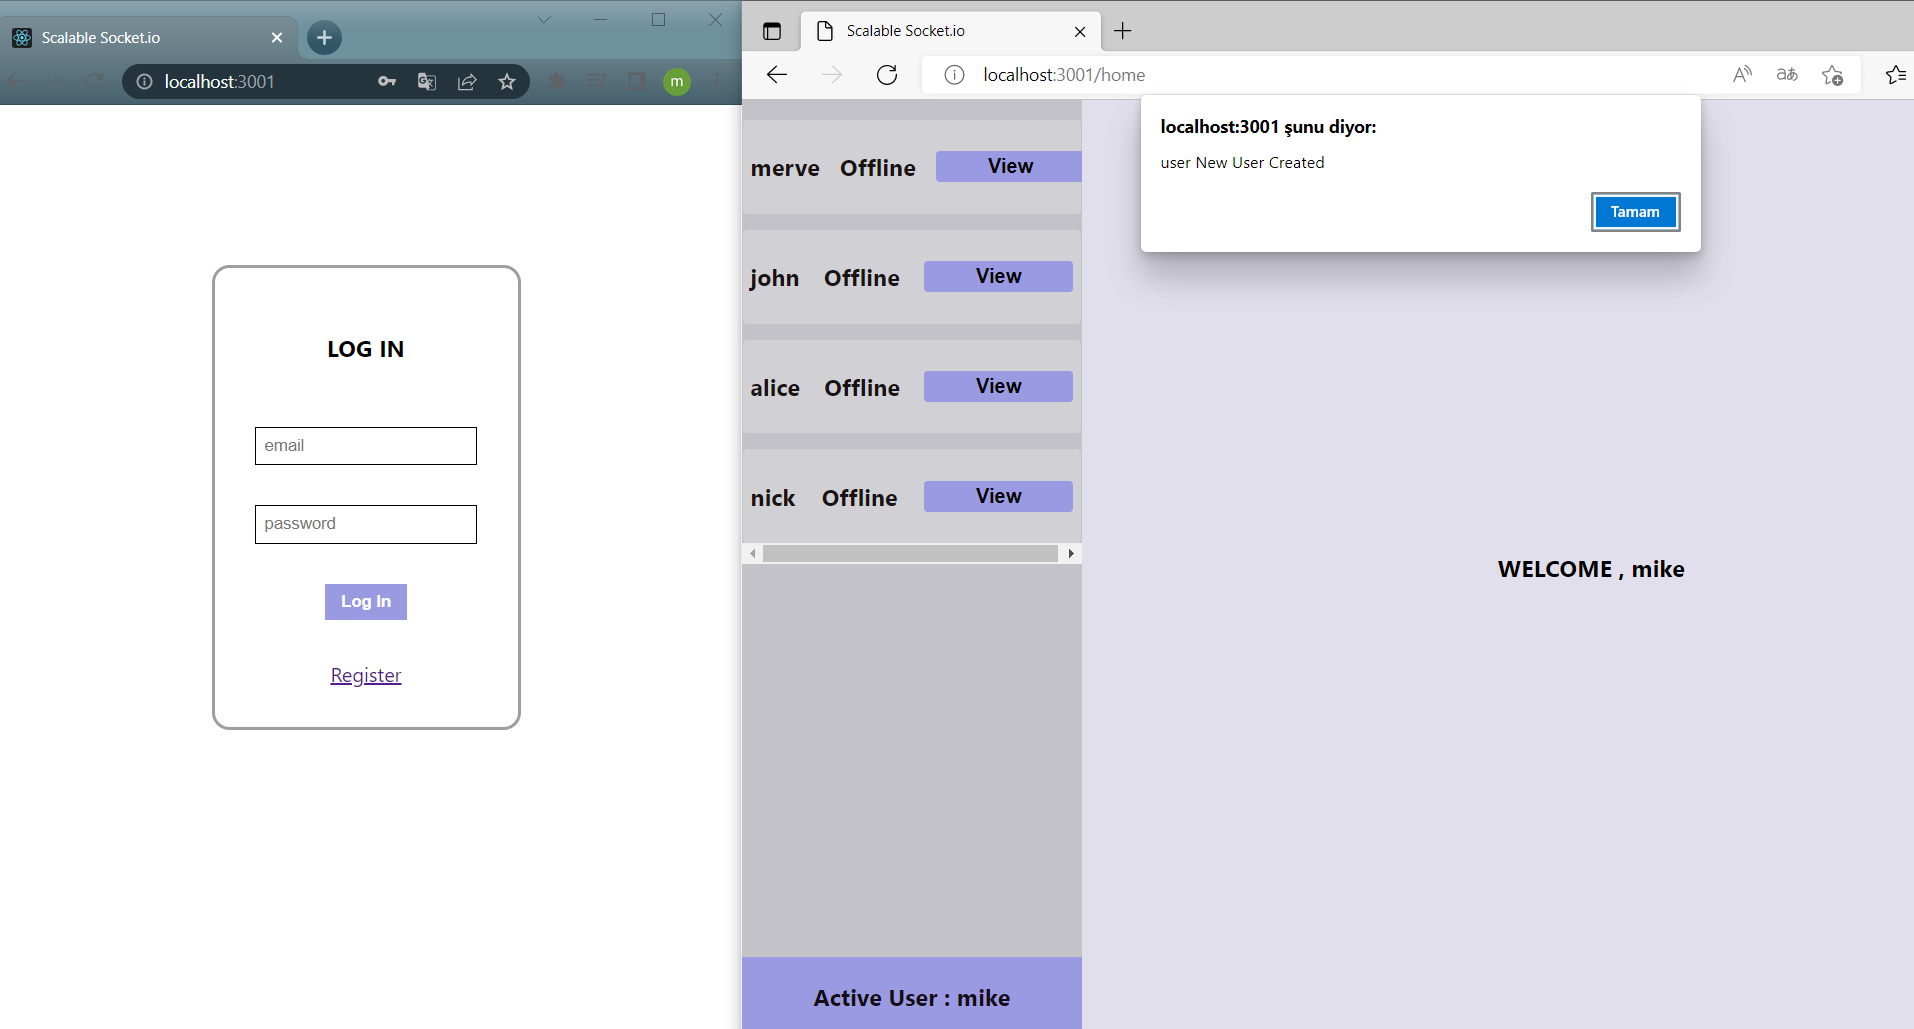 Scalable Socket.io
localhost:3001
m
LOG IN
email
password
Log In
Register
Scalable Socket.io
localhost:3001/home
localhost:3001 şunu diyor:
user New User Created
Tamam
merve Offline View
john Offline View
alice Offline View
nick Offline View
WELCOME , mike
Active User : mike